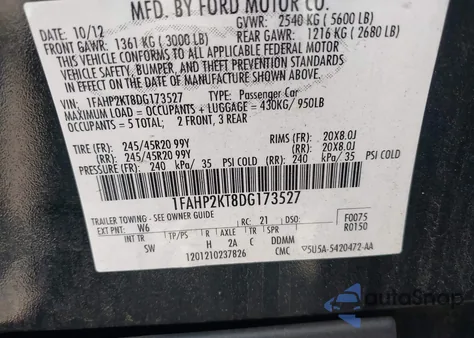 MFD. BY FORD MOTOR CO.
DATE: 10/12 GVWR: 2540 KG (5600 LB)
FRONT GAWR: 1361 KG (3000 LB) REAR GAWR: 1216 KG (2680 LB)
THIS VEHICLE CONFORMS TO ALL APPLICABLE FEDERAL MOTOR VEHICLE
SAFETY, BUMPER, AND THEFT PREVENTION STANDARDS
IN EFFECT ON THE DATE OF MANUFACTURE SHOWN ABOVE.
VIN: 1FAHP2KT8DG173527 TYPE: Passenger Car
MAXIMUM LOAD = OCCUPANTS + LUGGAGE = 430KG/ 950LB
OCCUPANTS = 5 TOTAL; 2 FRONT, 3 REAR
TIRE (FR): 245/45R20 99Y RIMS (FR): 20X8.0J
(RR): 245/45R20 99Y (RR): 20X8.0J
PRESSURE (FR): 240 kPa/ 35 PSI COLD (RR): 240 kPa/35 PSI COLD
1FAHP2KT8DG173527
TRAILER TOWING - SEE OWNER GUIDE
EXT PNT: W6 RC: 21 DSO: F0075
R0150
BR AXLE TR SPR
SW H 2A C DDMM
1201210237826 CMC 5U5A-5420472-AA
AutoSnap